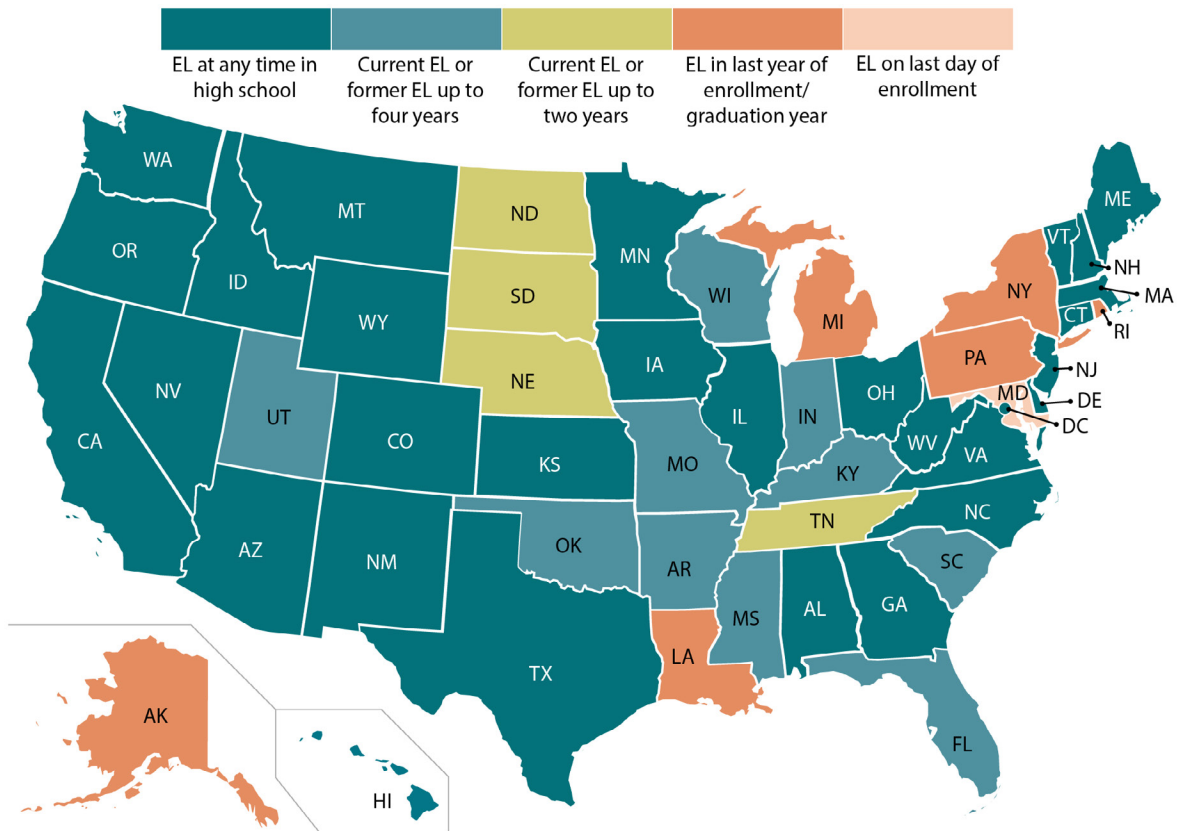 EL at any time in
high school
Current EL or
former EL up to
four years
Current EL or
former EL up to
two years
EL in last year of
enrollment/
graduation year
EL on last day of
enrollment
WA
MT
ND
MN
ME
VT
NH
OR
ID
SD
WI
NY
MA
WY
MI
CT
RI
IA
PA
NJ
NV
NE
OH
MD
DE
UT
IL
IN
DC
CA
CO
KS
MO
KY
WV
VA
TN
NC
AZ
NM
OK
AR
SC
MS
AL
GA
LA
TX
AK
FL
HI